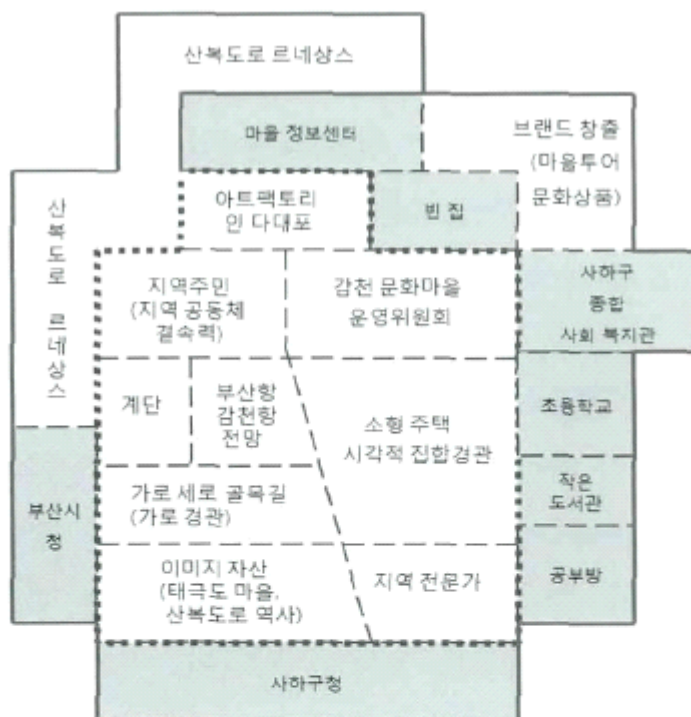 산복도로 르네상스
마을 정보센터
브랜드 창출
(마을투어
문화상품)
아트팩토리
인 다대포
빈 집
산복도로 르네상스
지역주민
(지역 공동체
결속력)
감천 문화마을
운영위원회
사하구
종합
사회 복지관
계단
부산항
감천항
전망
소형 주택
시각적 집합경관
초등학교
가로 세로 골목길
(가로 경관)
작은
도서관
부산시
청
이미지 자산
(태극도 마을,
산복도로 역사)
지역 전문가
공부방
사하구청